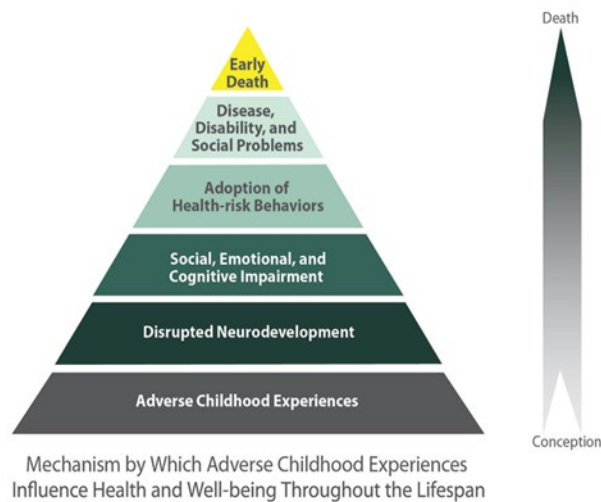 Death
Early
Death
Disease,
Disability, and
Social Problems
Adoption of
Health-risk Behaviors
Social, Emotional, and
Cognitive Impairment
Disrupted Neurodevelopment
Adverse Childhood Experiences
Conception
Mechanism by Which Adverse Childhood Experiences
Influence Health and Well-being Throughout the Lifespan